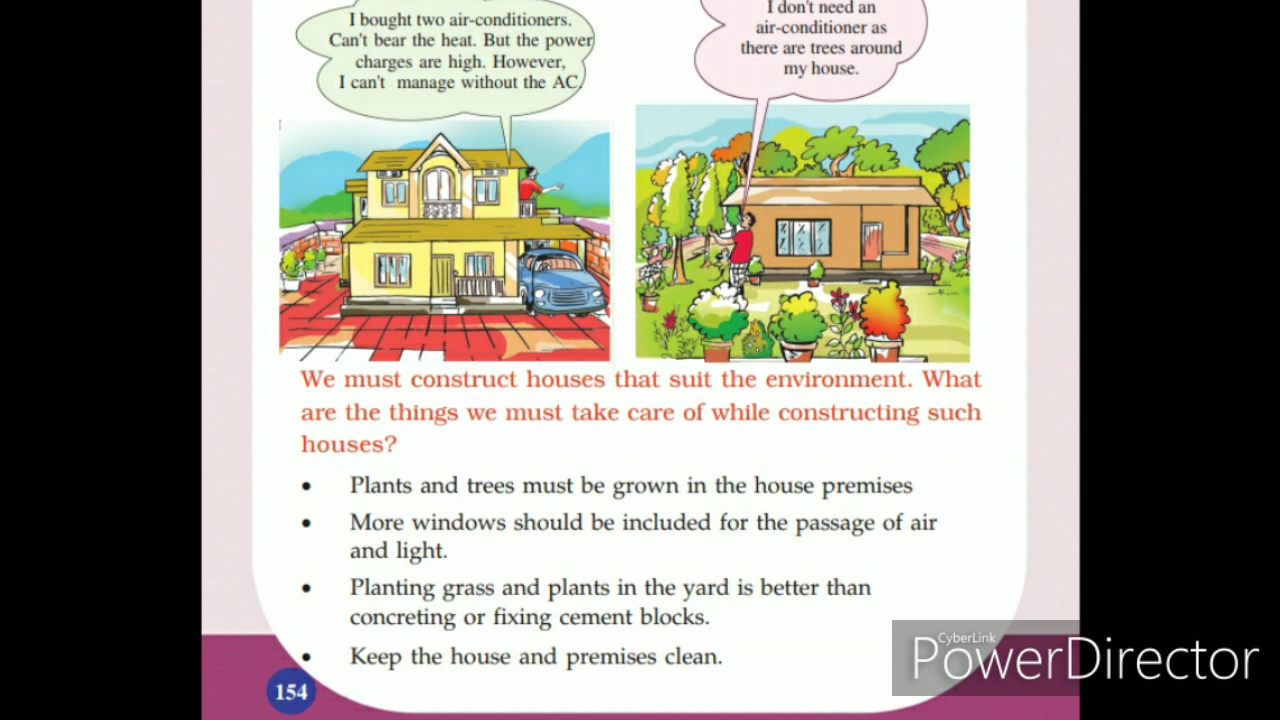 I bought two air-conditioners.
Can't bear the heat. But the power
charges are high. However,
I can't manage without the AC.
I don't need an
air-conditioner as
there are trees around
my house.
We must construct houses that suit the environment. What
are the things we must take care of while constructing such
houses?
• Plants and trees must be grown in the house premises
• More windows should be included for the passage of air
and light.
• Planting grass and plants in the yard is better than
concreting or fixing cement blocks.
• Keep the house and premises clean.
154
CyberLink
PowerDirector